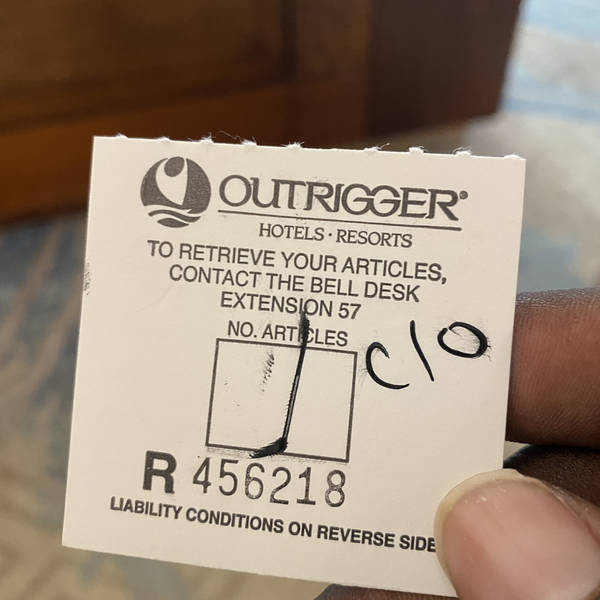 OUTRIGGER®
HOTELS · RESORTS
TO RETRIEVE YOUR ARTICLES,
CONTACT THE BELL DESK
EXTENSION 57
NO. ARTICLES
1
C/O
R 456218
LIABILITY CONDITIONS ON REVERSE SIDE